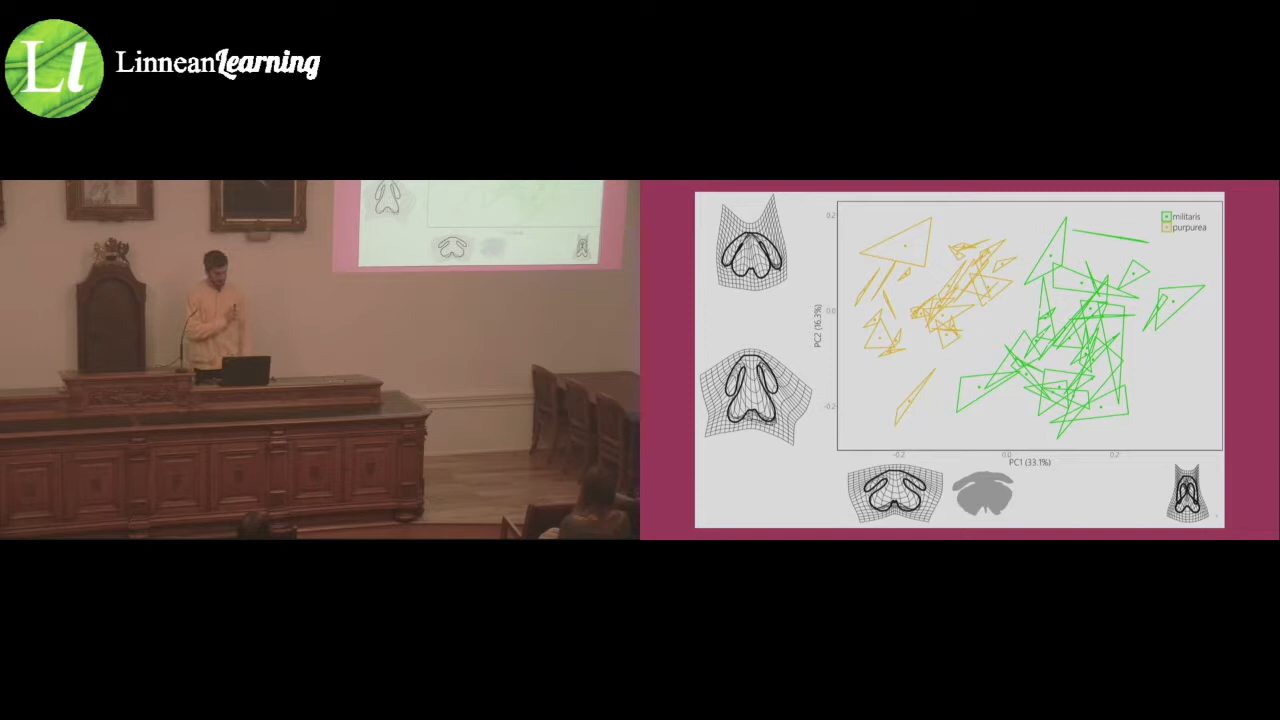 Ll
LinneanLearning
militaris
purpurea
0.2
0.0
-0.2
PC2 (16.3%)
-0.2
0.0
0.2
PC1 (33.1%)